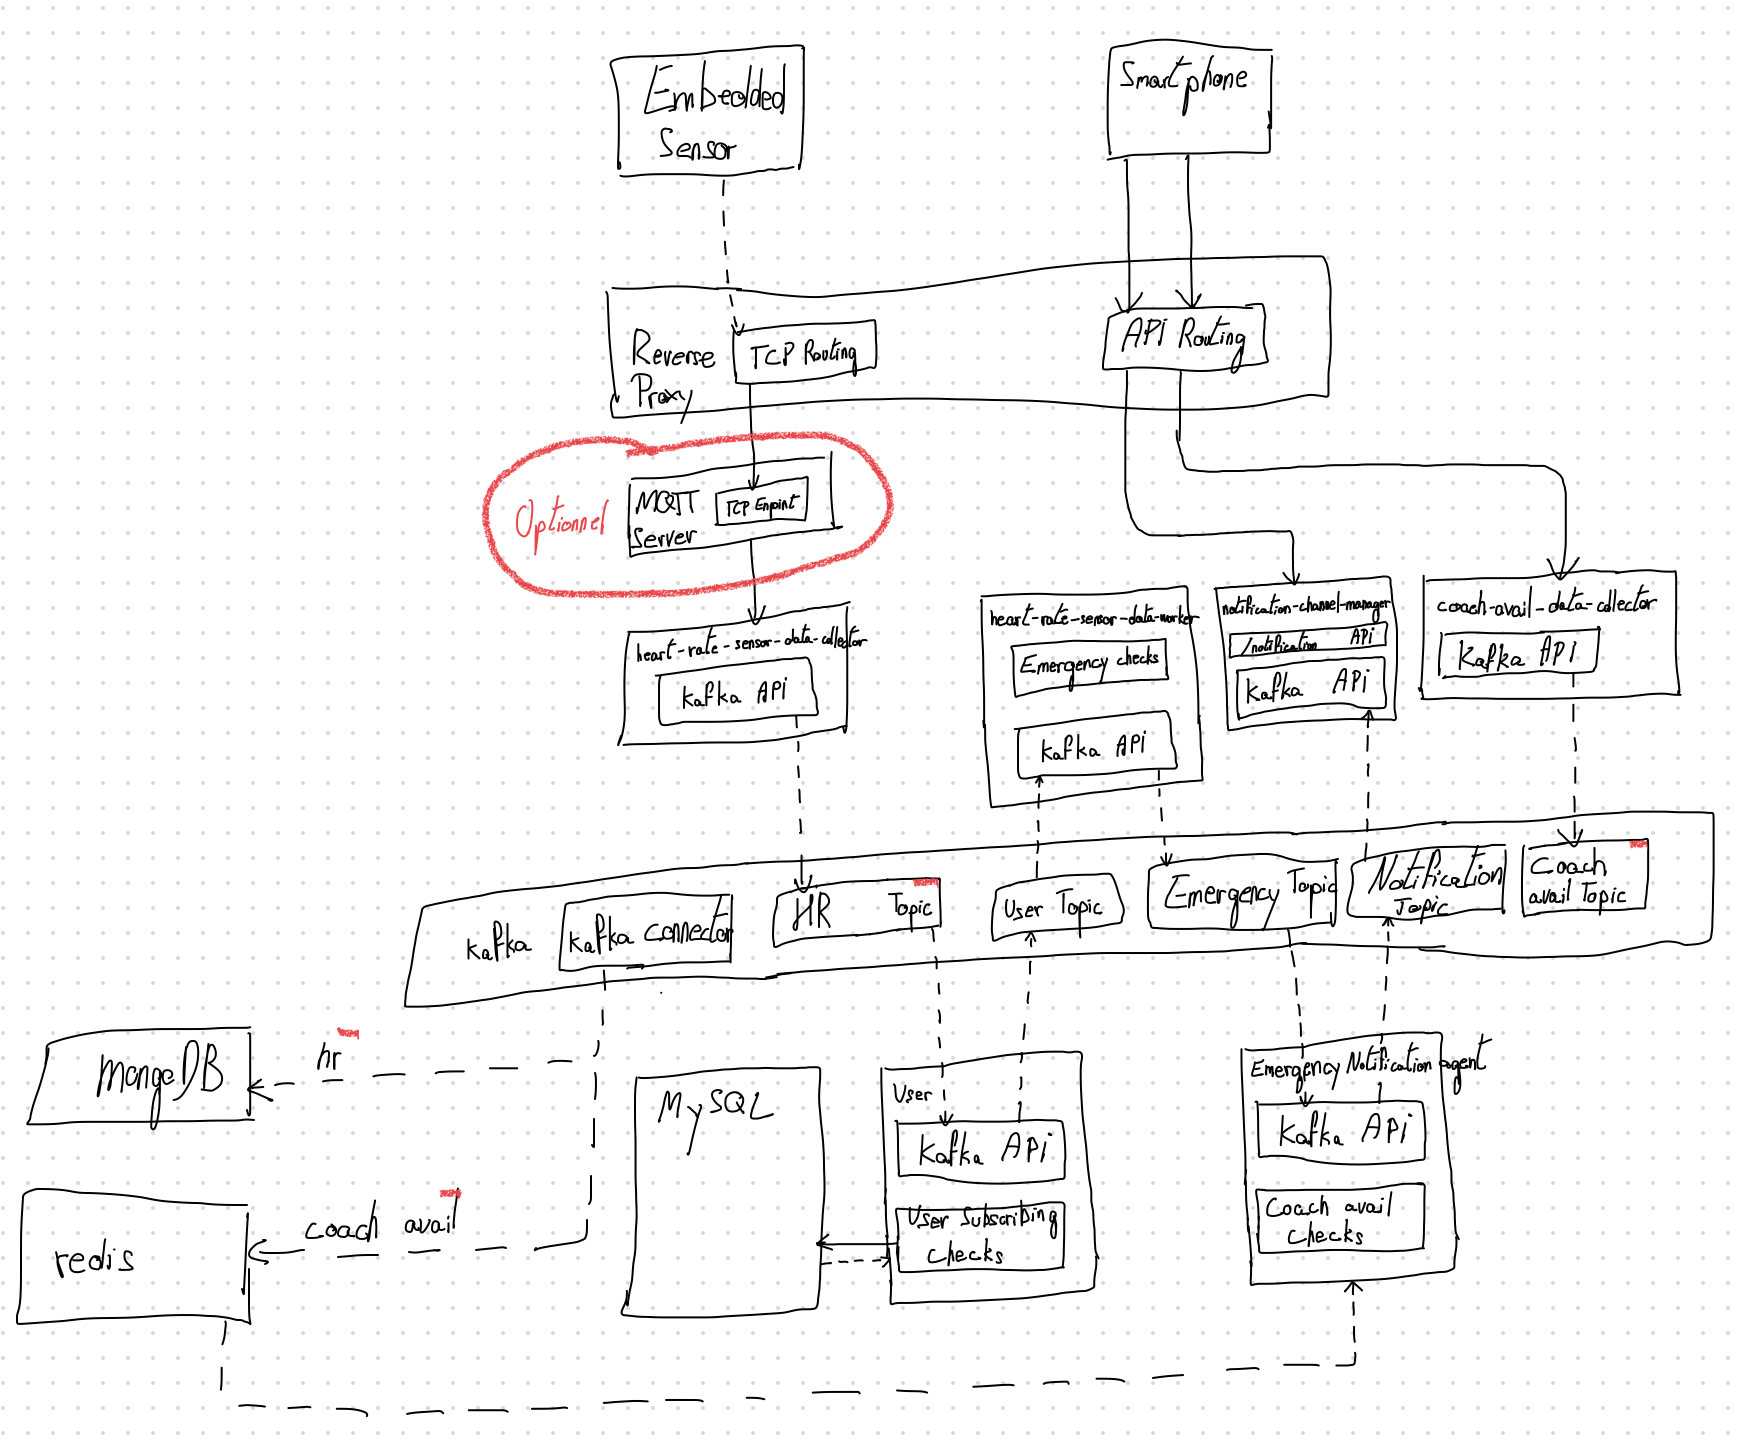 Embedded
Sensor
Smartphone
Reverse
Proxy
TCP Routing
API Routing
Optionnel
MQTT
Server
TCP Enpoint
heart-rate-sensor-data-collector
Kafka API
heart-rate-sensor-data-worker
Emergency checks
Kafka API
notification-channel-manager
/notification API
Kafka API
coach-avail-data-collector
Kafka API
Kafka
Kafka connector
HR Topic
User Topic
Emergency Topic
Notification
Topic
Coach
avail Topic
MongoDB
hr
redis
coach avail
MySQL
User
Kafka API
User Subscribing
checks
Emergency Notification agent
Kafka API
Coach avail
checks